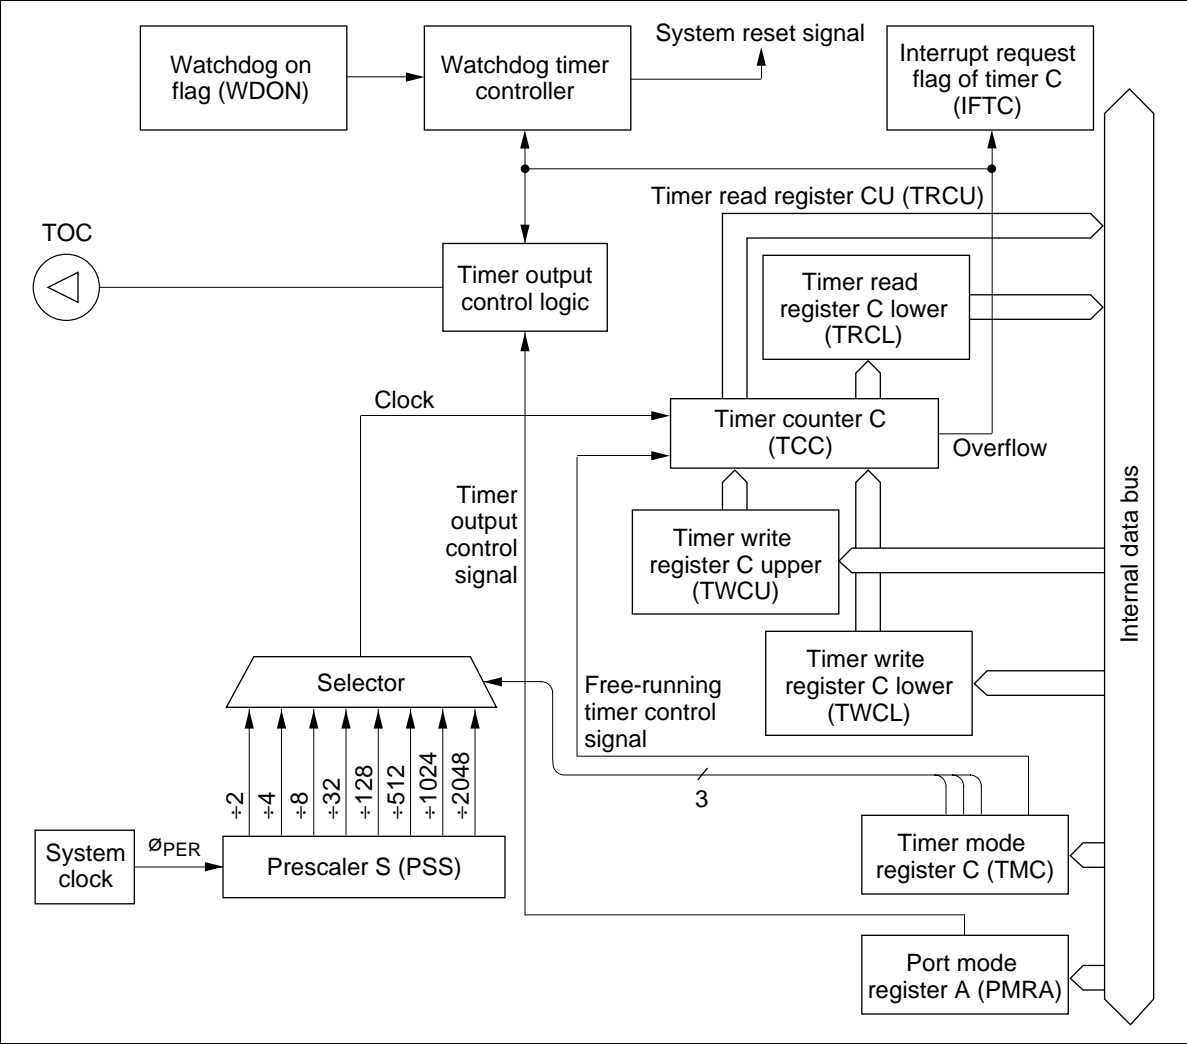 System reset signal
Watchdog on
flag (WDON)
Watchdog timer
controller
Interrupt request
flag of timer C
(IFTC)
Timer read register CU (TRCU)
TOC
Timer output
control logic
Timer read
register C lower
(TRCL)
Clock
Timer counter C
(TCC)
Overflow
Timer
output
control
signal
Timer write
register C upper
(TWCU)
Internal data bus
Timer write
register C lower
(TWCL)
Selector
Free-running
timer control
signal
÷2
÷4
÷8
÷32
÷128
÷512
÷1024
÷2048
3
System
clock
øPER
Prescaler S (PSS)
Timer mode
register C (TMC)
Port mode
register A (PMRA)